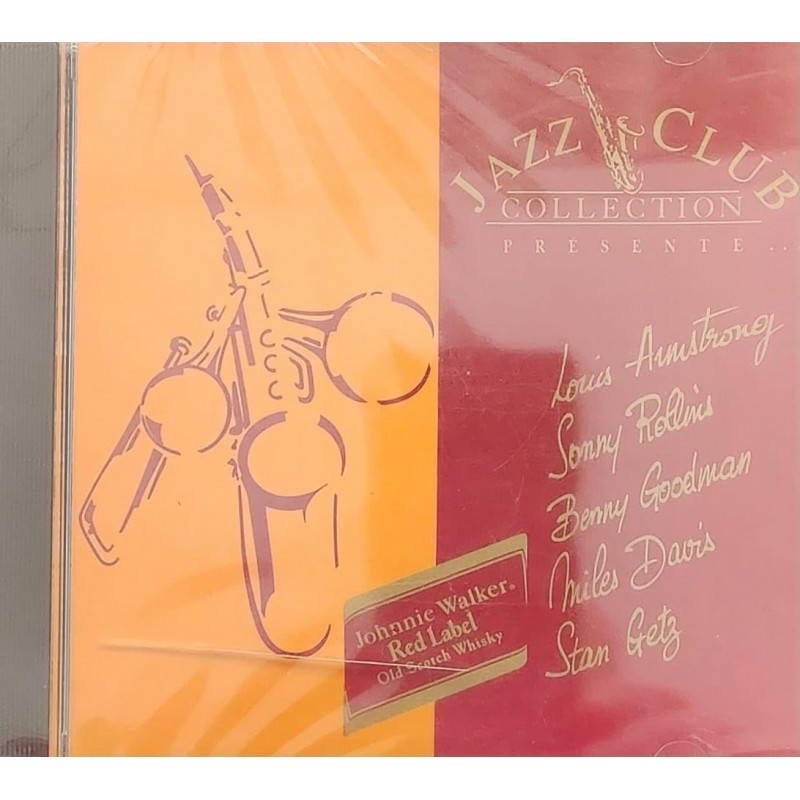 JAZZ CLUB
COLLECTION
PRÉSENTE...
Louis Armstrong
Sonny Rollins
Benny Goodman
Miles Davis
Stan Getz
Johnnie Walker®
Red Label
Old Scotch Whisky